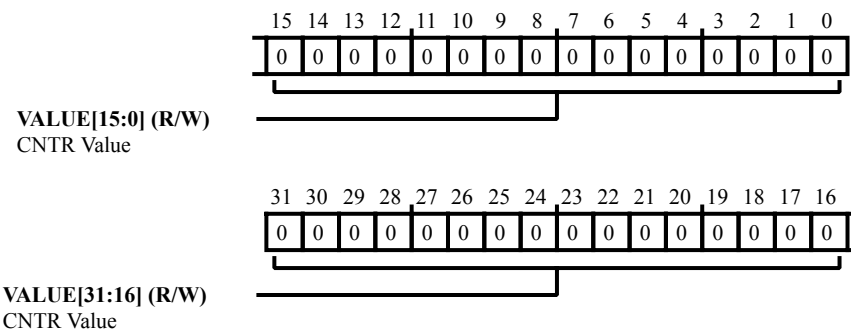 15 14 13 12 11 10 9 8 7 6 5 4 3 2 1 0
0 0 0 0 0 0 0 0 0 0 0 0 0 0 0 0
VALUE[15:0] (R/W)
CNTR Value
31 30 29 28 27 26 25 24 23 22 21 20 19 18 17 16
0 0 0 0 0 0 0 0 0 0 0 0 0 0 0 0
VALUE[31:16] (R/W)
CNTR Value